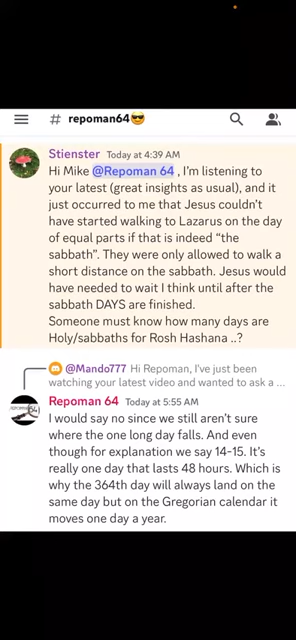 # repoman64😎
Stienster Today at 4:39 AM
Hi Mike @Repoman 64 , I'm listening to
your latest (great insights as usual), and it
just occurred to me that Jesus couldn't
have started walking to Lazarus on the day
of equal parts if that is indeed "the
sabbath". They were only allowed to walk a
short distance on the sabbath. Jesus would
have needed to wait I think until after the
sabbath DAYS are finished.
Someone must know how many days are
Holy/sabbaths for Rosh Hashana ..?
@Mando777 Hi Repoman, I've just been
watching your latest video and wanted to ask a ...
Repoman 64 Today at 5:55 AM
I would say no since we still aren't sure
where the one long day falls. And even
though for explanation we say 14-15. It's
really one day that lasts 48 hours. Which is
why the 364th day will always land on the
same day but on the Gregorian calendar it
moves one day a year.